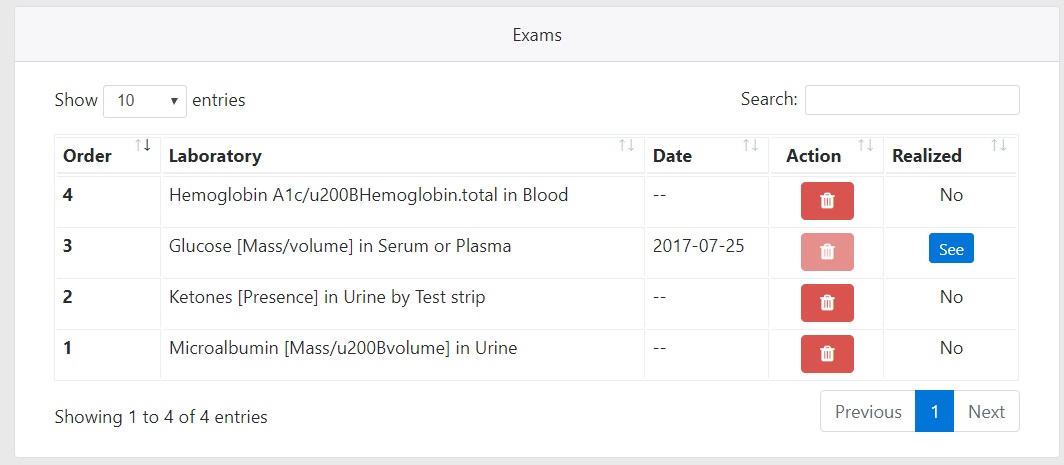 Exams
Show 10 entries Search:
Order Laboratory Date Action Realized
4 Hemoglobin A1c/u200BHemoglobin.total in Blood -- No
3 Glucose [Mass/volume] in Serum or Plasma 2017-07-25 See
2 Ketones [Presence] in Urine by Test strip -- No
1 Microalbumin [Mass/u200Bvolume] in Urine -- No
Showing 1 to 4 of 4 entries Previous 1 Next